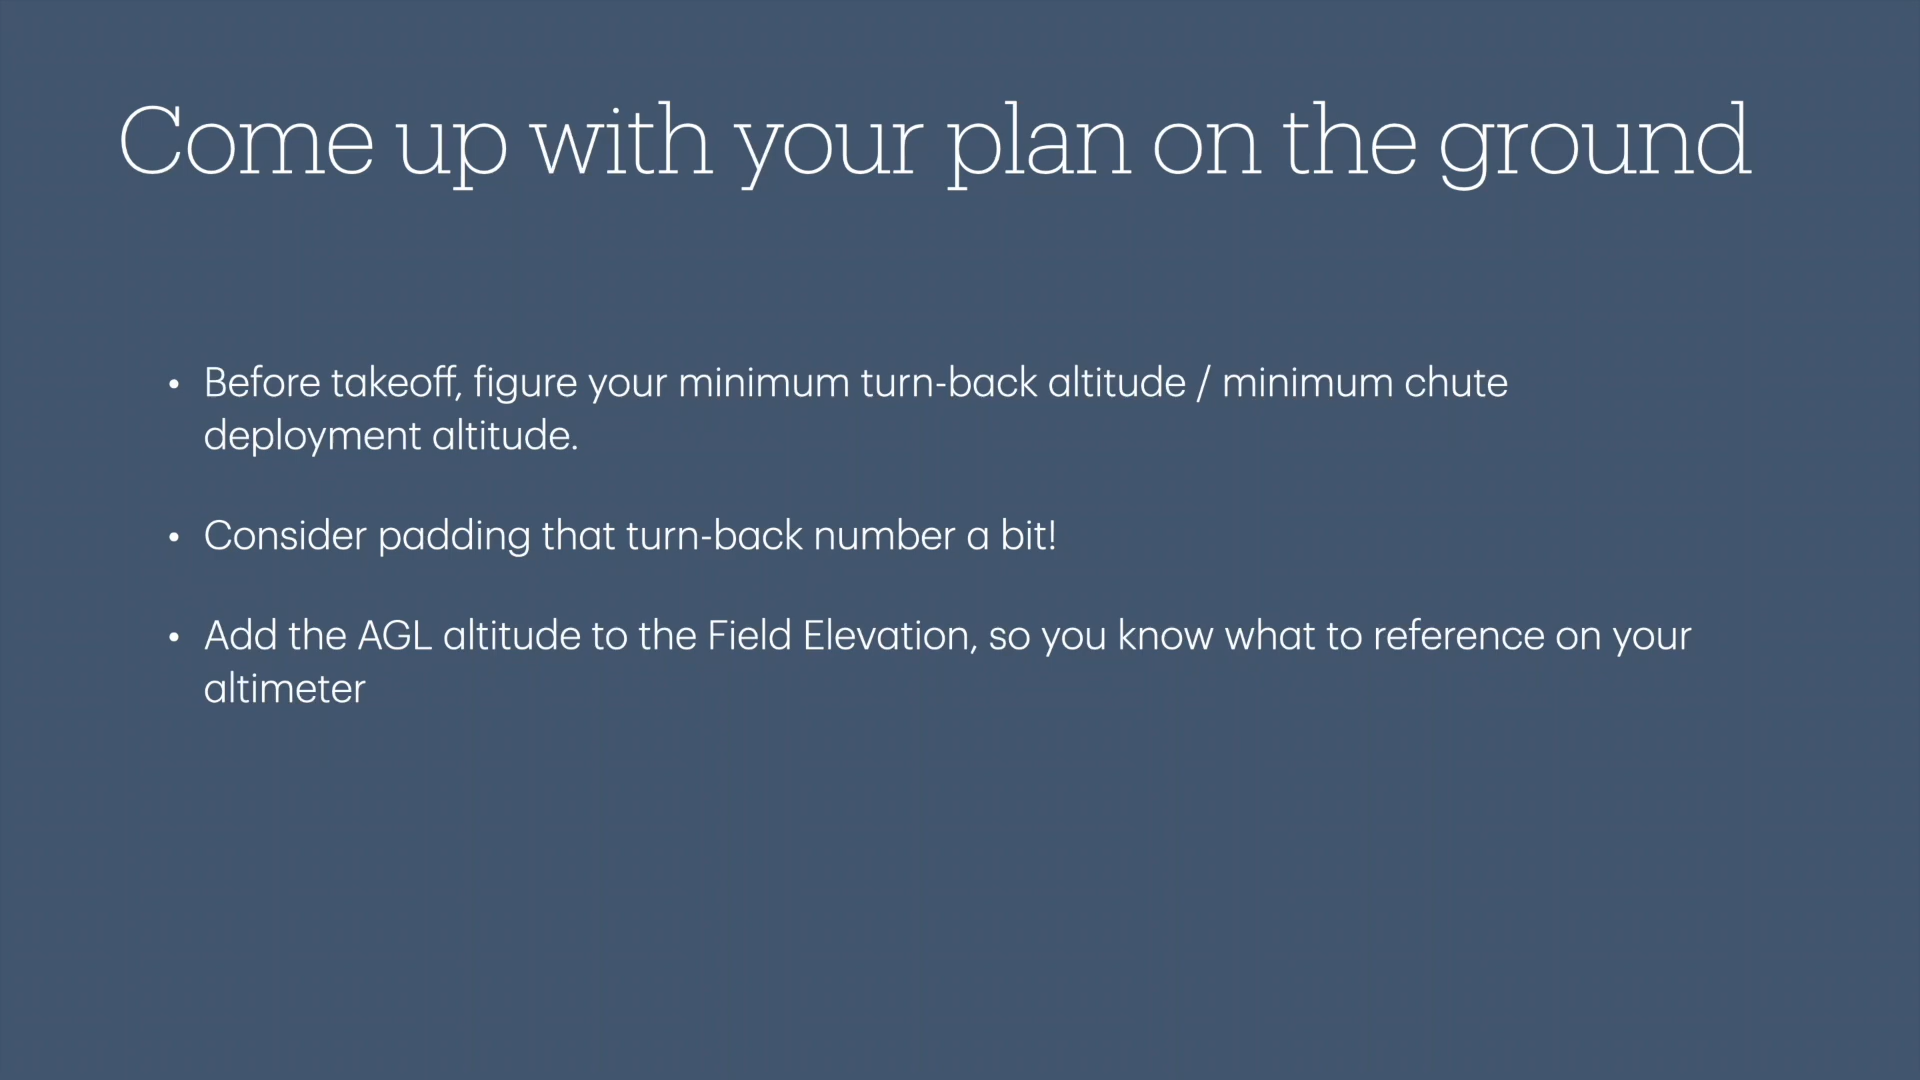 Come up with your plan on the ground
• Before takeoff, figure your minimum turn-back altitude / minimum chute
deployment altitude.
• Consider padding that turn-back number a bit!
• Add the AGL altitude to the Field Elevation, so you know what to reference on your
altimeter